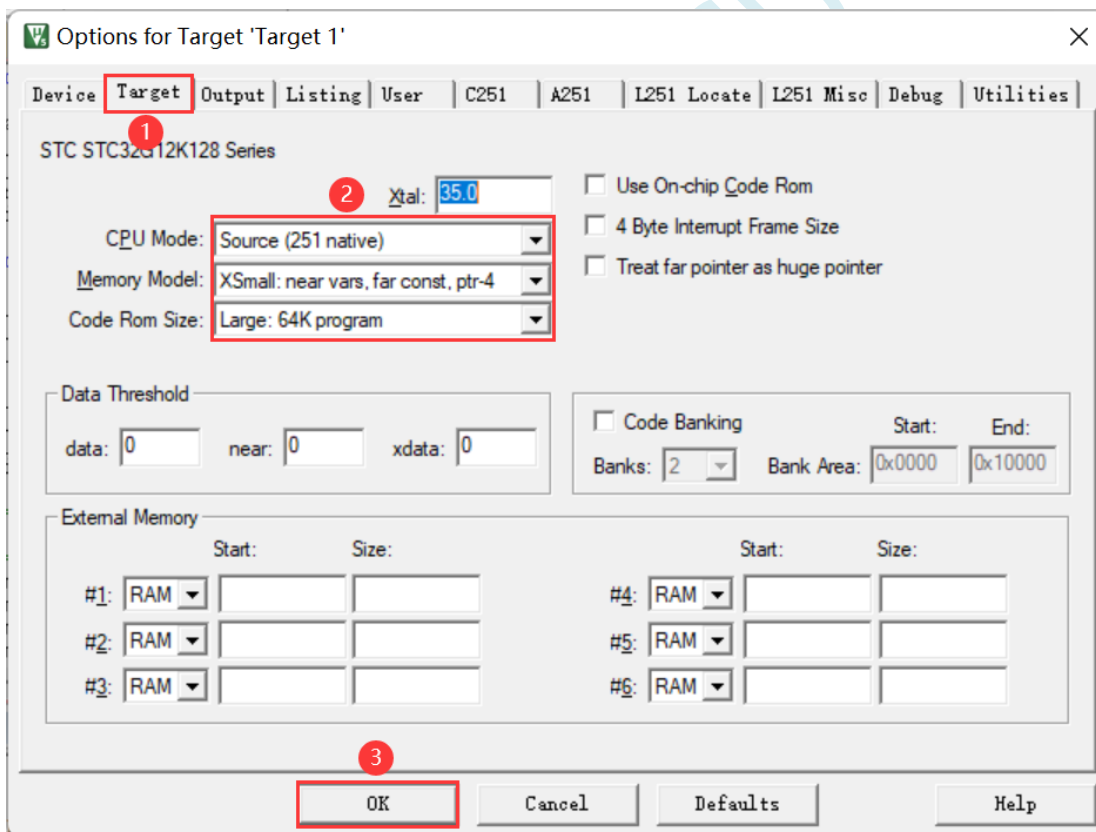 Options for Target 'Target 1'
Device Target Output Listing User C251 A251 L251 Locate L251 Misc Debug Utilities
1
STC STC32G12K128 Series
2 Xtal: 35.0 Use On-chip Code Rom
CPU Mode: Source (251 native) 4 Byte Interrupt Frame Size
Memory Model: XSmall: near vars, far const, ptr-4 Treat far pointer as huge pointer
Code Rom Size: Large: 64K program
Data Threshold
data: 0 near: 0 xdata: 0
Code Banking Start: End:
Banks: 2 Bank Area: 0x0000 0x10000
External Memory
Start: Size: Start: Size:
#1: RAM #4: RAM
#2: RAM #5: RAM
#3: RAM #6: RAM
3
OK Cancel Defaults Help